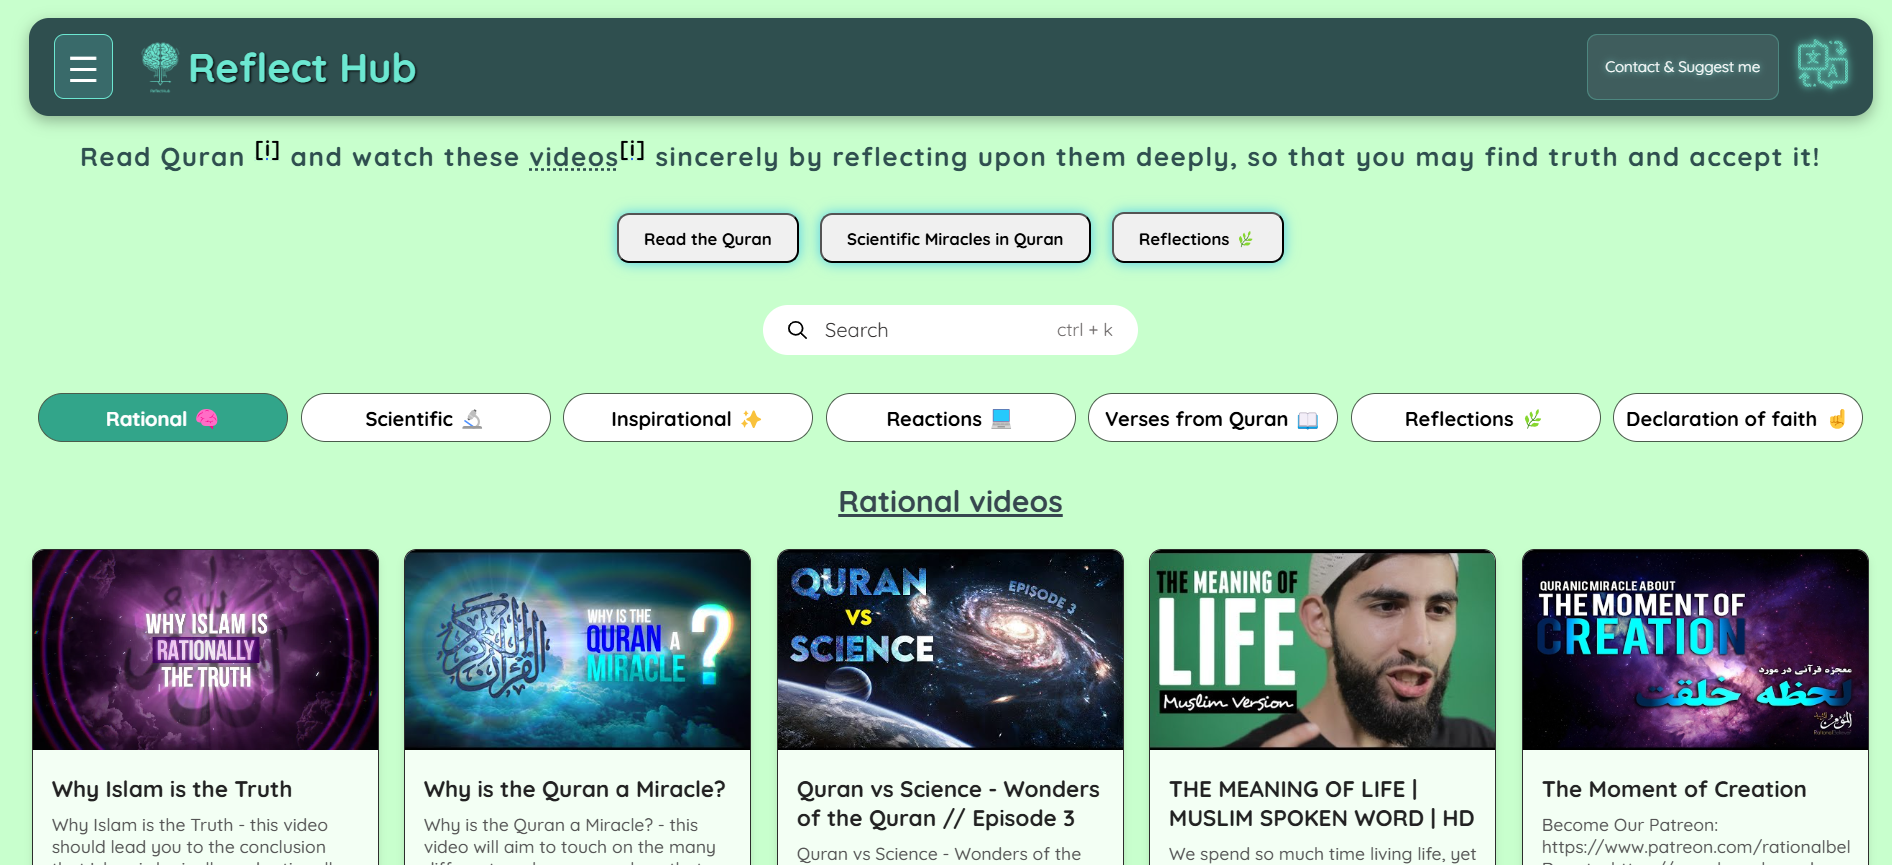 Reflect Hub
Contact & Suggest me
Read Quran [i] and watch these videos[i] sincerely by reflecting upon them deeply, so that you may find truth and accept it!
Read the Quran
Scientific Miracles in Quran
Reflections
Search
ctrl + k
Rational
Scientific
Inspirational
Reactions
Verses from Quran
Reflections
Declaration of faith
Rational videos
WHY ISLAM IS
RATIONALLY
THE TRUTH
Why Islam is the Truth
Why Islam is the Truth - this video
should lead you to the conclusion
WHY IS THE
QURAN A
MIRACLE
?
Why is the Quran a Miracle?
Why is the Quran a Miracle? - this
video will aim to touch on the many
QURAN
VS
SCIENCE
EPISODE 3
Quran vs Science - Wonders
of the Quran // Episode 3
Quran vs Science - Wonders of the
THE MEANING OF
LIFE
Muslim Version
THE MEANING OF LIFE |
MUSLIM SPOKEN WORD | HD
We spend so much time living life, yet
QURANIC MIRACLE ABOUT
THE MOMENT OF
CREATION
معجزه قرآنی در مورد
لحظه خلقت
The Moment of Creation
Become Our Patreon:
https://www.patreon.com/rationalbel